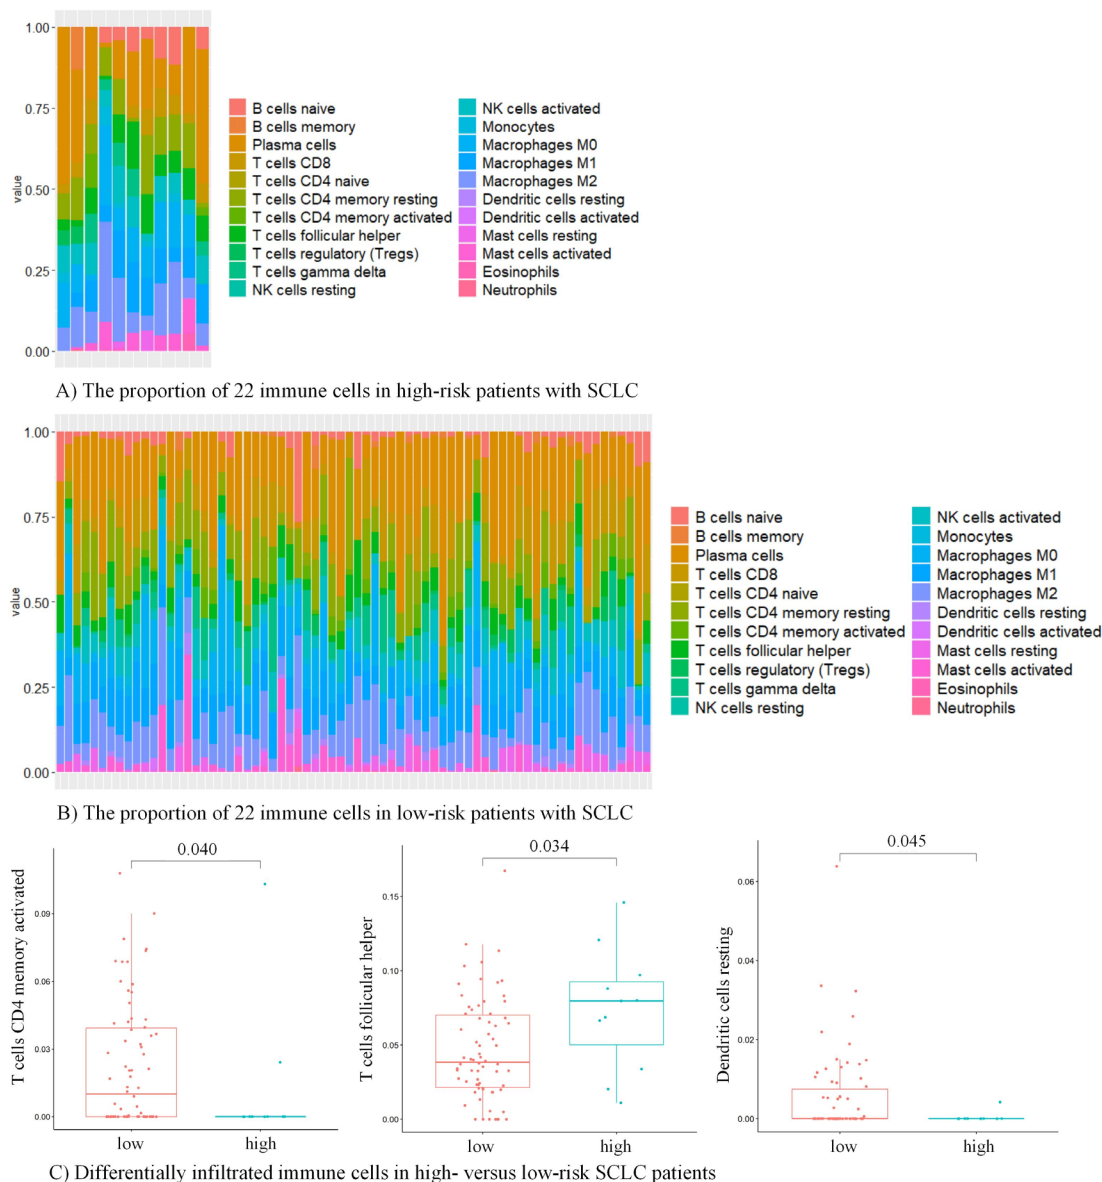 1.00
0.75
0.50
0.25
0.00
value
B cells naive
B cells memory
Plasma cells
T cells CD8
T cells CD4 naive
T cells CD4 memory resting
T cells CD4 memory activated
T cells follicular helper
T cells regulatory (Tregs)
T cells gamma delta
NK cells resting
NK cells activated
Monocytes
Macrophages M0
Macrophages M1
Macrophages M2
Dendritic cells resting
Dendritic cells activated
Mast cells resting
Mast cells activated
Eosinophils
Neutrophils
A) The proportion of 22 immune cells in high-risk patients with SCLC
1.00
0.75
0.50
0.25
0.00
value
B cells naive
B cells memory
Plasma cells
T cells CD8
T cells CD4 naive
T cells CD4 memory resting
T cells CD4 memory activated
T cells follicular helper
T cells regulatory (Tregs)
T cells gamma delta
NK cells resting
NK cells activated
Monocytes
Macrophages M0
Macrophages M1
Macrophages M2
Dendritic cells resting
Dendritic cells activated
Mast cells resting
Mast cells activated
Eosinophils
Neutrophils
B) The proportion of 22 immune cells in low-risk patients with SCLC
T cells CD4 memory activated
0.040
0.09
0.06
0.03
0.00
low high
T cells follicular helper
0.034
0.15
0.10
0.05
0.00
low high
Dendritic cells resting
0.045
0.06
0.04
0.02
0.00
low high
C) Differentially infiltrated immune cells in high- versus low-risk SCLC patients